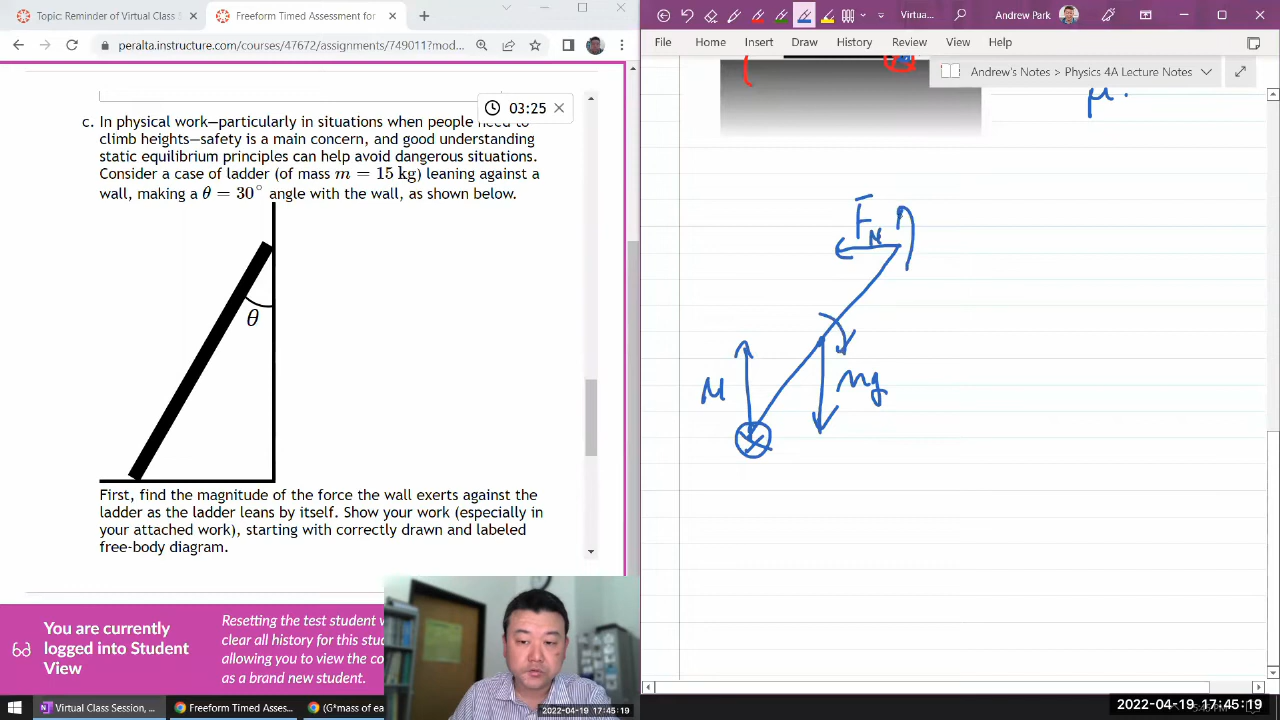 Topic: Reminder of Virtual Class S
Freeform Timed Assessment for
peralta.instructure.com/courses/47672/assignments/749011?mod...
03:25
c. In physical work—particularly in situations when people need to
climb heights—safety is a main concern, and good understanding
static equilibrium principles can help avoid dangerous situations.
Consider a case of ladder (of mass m = 15 kg) leaning against a
wall, making a θ = 30° angle with the wall, as shown below.
θ
First, find the magnitude of the force the wall exerts against the
ladder as the ladder leans by itself. Show your work (especially in
your attached work), starting with correctly drawn and labeled
free-body diagram.
You are currently
logged into Student
View
Resetting the test student w
clear all history for this stud
allowing you to view the co
as a brand new student.
Virtual Class Session, ...
Freeform Timed Asses...
(G*mass of ea
Virtua...
Andrew Park
File Home Insert Draw History Review View Help
Andrew's Notes > Physics 4A Lecture Notes
μ.
F N
mg
2022-04-19 17:45:19
2022-04-19 17:45:19